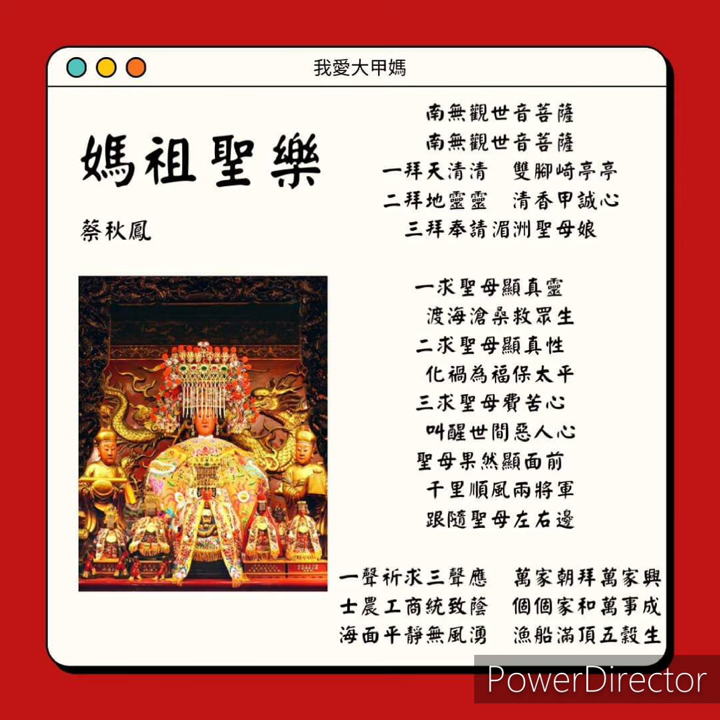 我愛大甲媽
媽祖聖樂
蔡秋鳳
南無觀世音菩薩
南無觀世音菩薩
一拜天清清 雙腳崎亭亭
二拜地靈靈 清香甲誠心
三拜奉請湄洲聖母娘
一求聖母顯真靈
渡海滄桑救眾生
二求聖母顯真性
化禍為福保太平
三求聖母費苦心
叫醒世間惡人心
聖母果然顯面前
千里順風兩將軍
跟隨聖母左右邊
一聲祈求三聲應 萬家朝拜萬家興
士農工商統致蔭 個個家和萬事成
海面平靜無風湧 漁船滿頂五穀生
PowerDirector